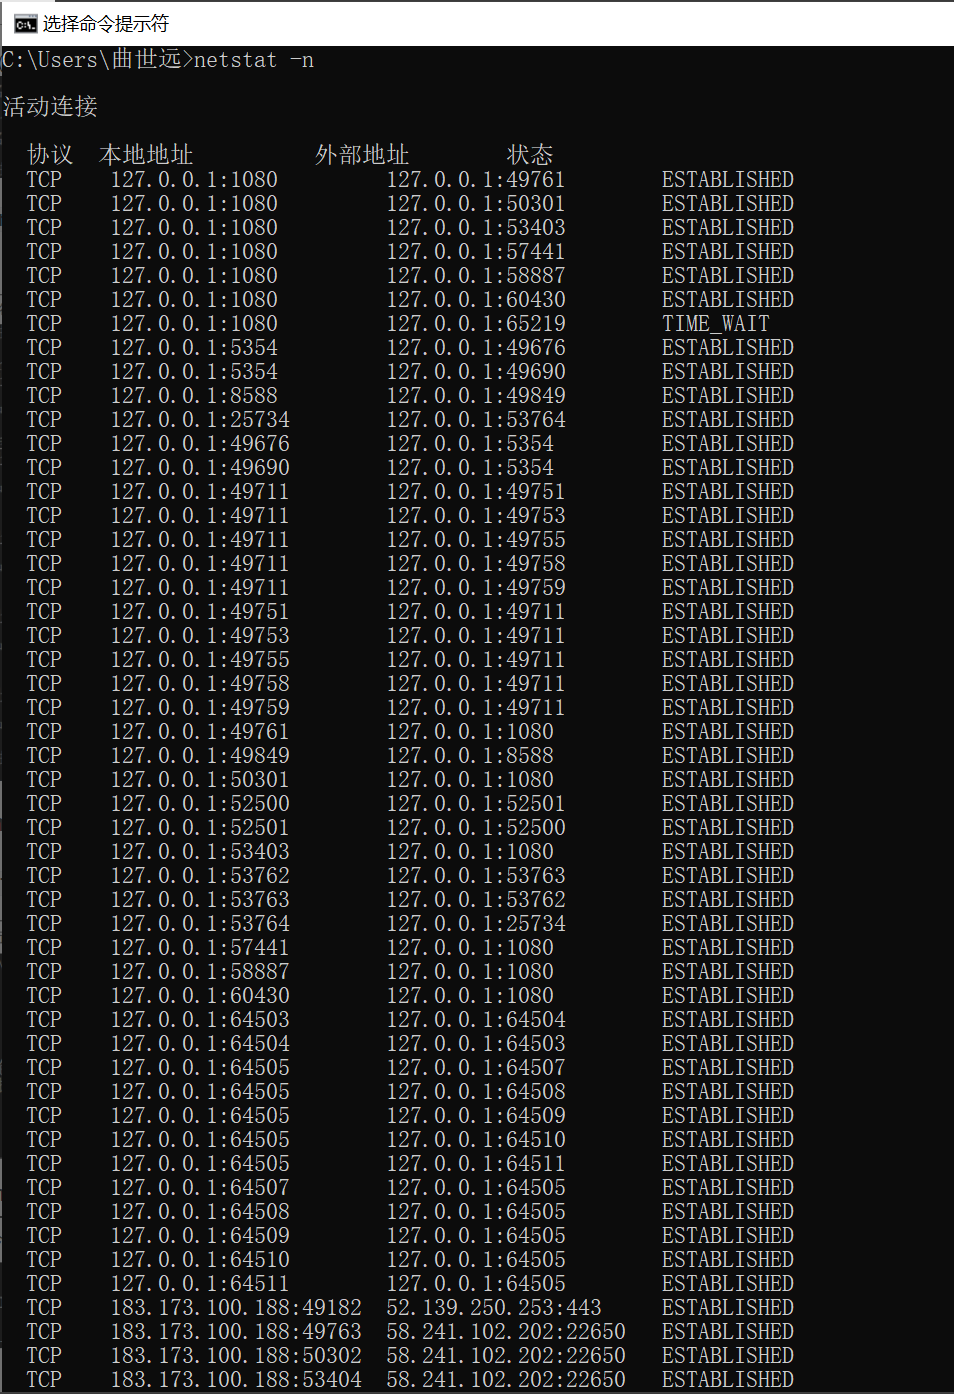 选择命令提示符
C:\Users\曲世远>netstat -n
活动连接
协议 本地地址 外部地址 状态
TCP 127.0.0.1:1080 127.0.0.1:49761 ESTABLISHED
TCP 127.0.0.1:1080 127.0.0.1:50301 ESTABLISHED
TCP 127.0.0.1:1080 127.0.0.1:53403 ESTABLISHED
TCP 127.0.0.1:1080 127.0.0.1:57441 ESTABLISHED
TCP 127.0.0.1:1080 127.0.0.1:58887 ESTABLISHED
TCP 127.0.0.1:1080 127.0.0.1:60430 ESTABLISHED
TCP 127.0.0.1:1080 127.0.0.1:65219 TIME_WAIT
TCP 127.0.0.1:5354 127.0.0.1:49676 ESTABLISHED
TCP 127.0.0.1:5354 127.0.0.1:49690 ESTABLISHED
TCP 127.0.0.1:8588 127.0.0.1:49849 ESTABLISHED
TCP 127.0.0.1:25734 127.0.0.1:53764 ESTABLISHED
TCP 127.0.0.1:49676 127.0.0.1:5354 ESTABLISHED
TCP 127.0.0.1:49690 127.0.0.1:5354 ESTABLISHED
TCP 127.0.0.1:49711 127.0.0.1:49751 ESTABLISHED
TCP 127.0.0.1:49711 127.0.0.1:49753 ESTABLISHED
TCP 127.0.0.1:49711 127.0.0.1:49755 ESTABLISHED
TCP 127.0.0.1:49711 127.0.0.1:49758 ESTABLISHED
TCP 127.0.0.1:49711 127.0.0.1:49759 ESTABLISHED
TCP 127.0.0.1:49751 127.0.0.1:49711 ESTABLISHED
TCP 127.0.0.1:49753 127.0.0.1:49711 ESTABLISHED
TCP 127.0.0.1:49755 127.0.0.1:49711 ESTABLISHED
TCP 127.0.0.1:49758 127.0.0.1:49711 ESTABLISHED
TCP 127.0.0.1:49759 127.0.0.1:49711 ESTABLISHED
TCP 127.0.0.1:49761 127.0.0.1:1080 ESTABLISHED
TCP 127.0.0.1:49849 127.0.0.1:8588 ESTABLISHED
TCP 127.0.0.1:50301 127.0.0.1:1080 ESTABLISHED
TCP 127.0.0.1:52500 127.0.0.1:52501 ESTABLISHED
TCP 127.0.0.1:52501 127.0.0.1:52500 ESTABLISHED
TCP 127.0.0.1:53403 127.0.0.1:1080 ESTABLISHED
TCP 127.0.0.1:53762 127.0.0.1:53763 ESTABLISHED
TCP 127.0.0.1:53763 127.0.0.1:53762 ESTABLISHED
TCP 127.0.0.1:53764 127.0.0.1:25734 ESTABLISHED
TCP 127.0.0.1:57441 127.0.0.1:1080 ESTABLISHED
TCP 127.0.0.1:58887 127.0.0.1:1080 ESTABLISHED
TCP 127.0.0.1:60430 127.0.0.1:1080 ESTABLISHED
TCP 127.0.0.1:64503 127.0.0.1:64504 ESTABLISHED
TCP 127.0.0.1:64504 127.0.0.1:64503 ESTABLISHED
TCP 127.0.0.1:64505 127.0.0.1:64507 ESTABLISHED
TCP 127.0.0.1:64505 127.0.0.1:64508 ESTABLISHED
TCP 127.0.0.1:64505 127.0.0.1:64509 ESTABLISHED
TCP 127.0.0.1:64505 127.0.0.1:64510 ESTABLISHED
TCP 127.0.0.1:64505 127.0.0.1:64511 ESTABLISHED
TCP 127.0.0.1:64507 127.0.0.1:64505 ESTABLISHED
TCP 127.0.0.1:64508 127.0.0.1:64505 ESTABLISHED
TCP 127.0.0.1:64509 127.0.0.1:64505 ESTABLISHED
TCP 127.0.0.1:64510 127.0.0.1:64505 ESTABLISHED
TCP 127.0.0.1:64511 127.0.0.1:64505 ESTABLISHED
TCP 183.173.100.188:49182 52.139.250.253:443 ESTABLISHED
TCP 183.173.100.188:49763 58.241.102.202:22650 ESTABLISHED
TCP 183.173.100.188:50302 58.241.102.202:22650 ESTABLISHED
TCP 183.173.100.188:53404 58.241.102.202:22650 ESTABLISHED